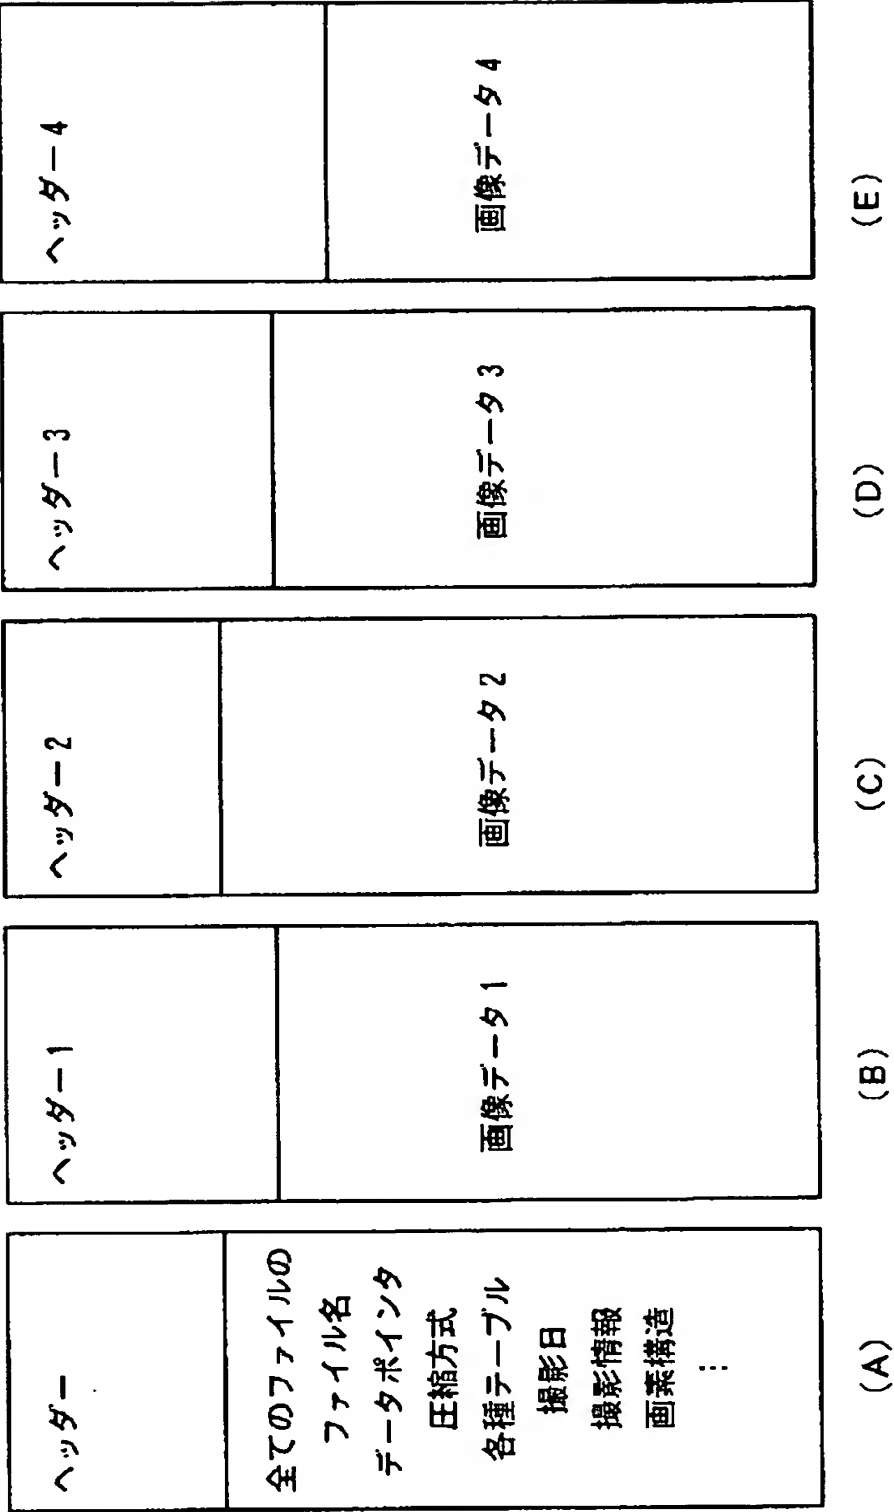 ヘッダー
全てのファイルの
ファイル名
データポインタ
圧縮方式
各種テーブル
撮影日
撮影情報
画素構造
⋮
(A)
ヘッダー1
画像データ1
(B)
ヘッダー2
画像データ2
(C)
ヘッダー3
画像データ3
(D)
ヘッダー4
画像データ4
(E)